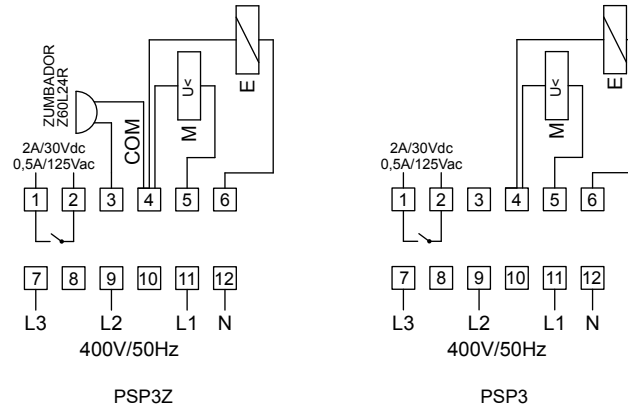 ZUMBADOR
Z60L24R
2A/30Vdc
0,5A/125Vac
COM
M
U<
E
1 2 3 4 5 6
7 8 9 10 11 12
L3 L2 L1 N
400V/50Hz
PSP3Z
2A/30Vdc
0,5A/125Vac
M
U<
E
1 2 3 4 5 6
7 8 9 10 11 12
L3 L2 L1 N
400V/50Hz
PSP3